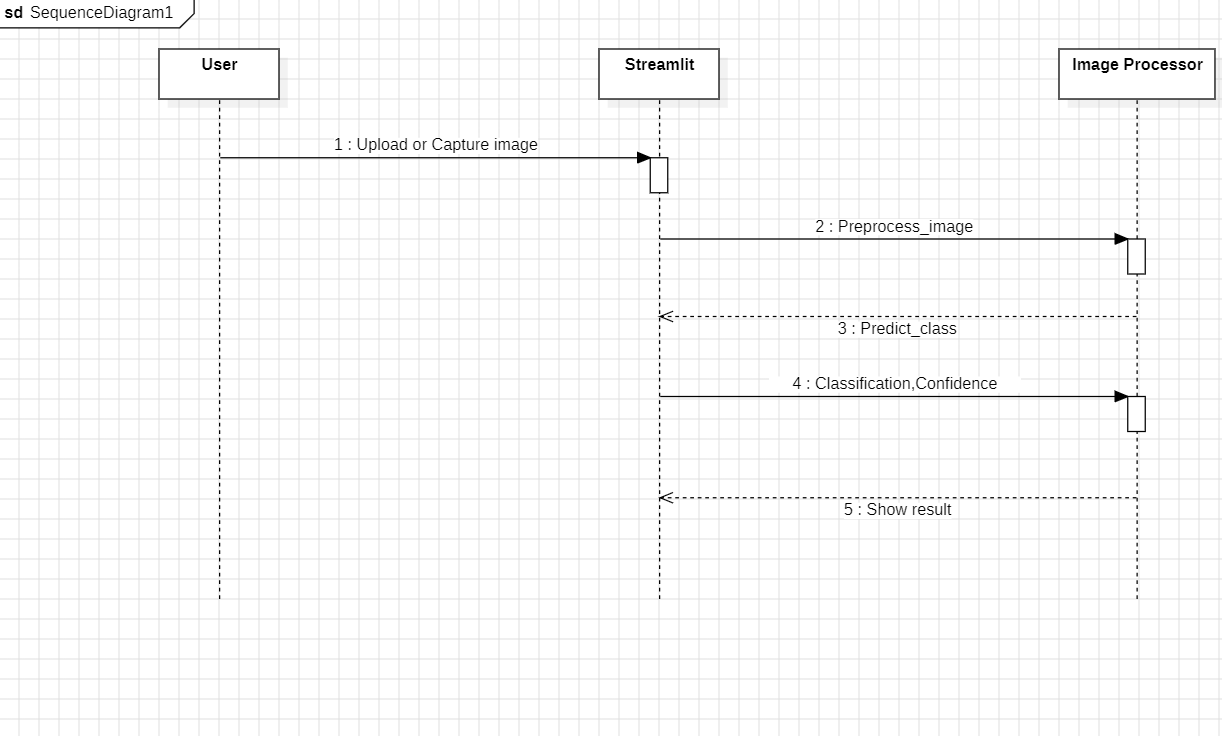 sd SequenceDiagram1
User
Streamlit
Image Processor
1 : Upload or Capture image
2 : Preprocess_image
3 : Predict_class
4 : Classification,Confidence
5 : Show result